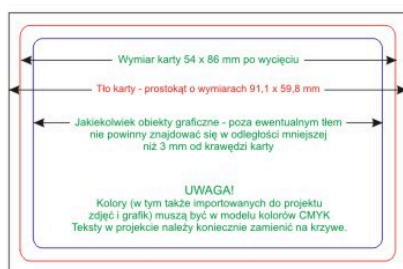 Wymiar karty 54 x 86 mm po wycięciu
Tło karty - prostokąt o wymiarach 91,1 x 59,8 mm
Jakiekolwiek obiekty graficzne - poza ewentualnym tłem
nie powinny znajdować się w odległości mniejszej
niż 3 mm od krawędzi karty
UWAGA!
Kolory (w tym także importowanych do projektu
zdjęć i grafik) muszą być w modelu kolorów CMYK
Teksty w projekcie należy koniecznie zamienić na krzywe.